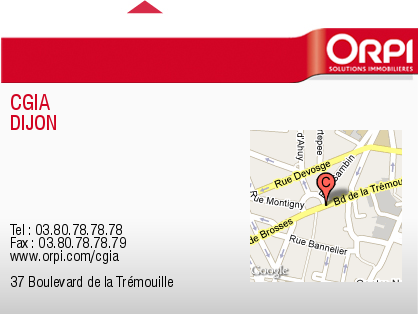 ORPI
SOLUTIONS IMMOBILIÈRES
CGIA
DIJON
Tel : 03.80.78.78.78
Fax : 03.80.78.78.79
www.orpi.com/cgia
37 Boulevard de la Trémouille
d'Ahuy
Rue Devosge
C
Rue Montigny
Bd de la Trémou
de Brosses
Rue Bannelier
Google